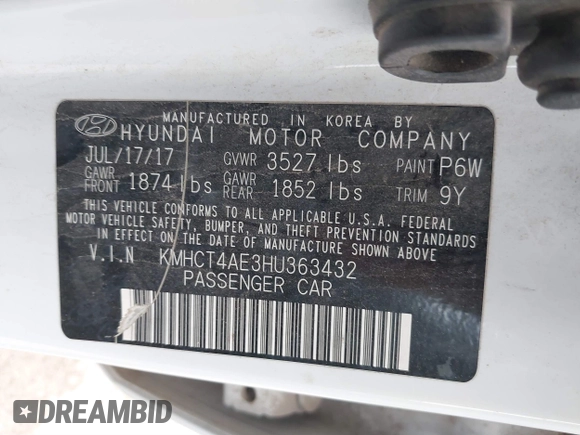 MANUFACTURED IN KOREA BY
HYUNDAI MOTOR COMPANY
JUL/17/17 GVWR 3527 lbs PAINT P6W
GAWR FRONT 1874 lbs GAWR REAR 1852 lbs TRIM 9Y
THIS VEHICLE CONFORMS TO ALL APPLICABLE U.S.A. FEDERAL
MOTOR VEHICLE SAFETY, BUMPER, AND THEFT PREVENTION STANDARDS
IN EFFECT ON THE DATE OF MANUFACTURE SHOWN ABOVE
V.I.N KMHCT4AE3HU363432
PASSENGER CAR
DREAMBID